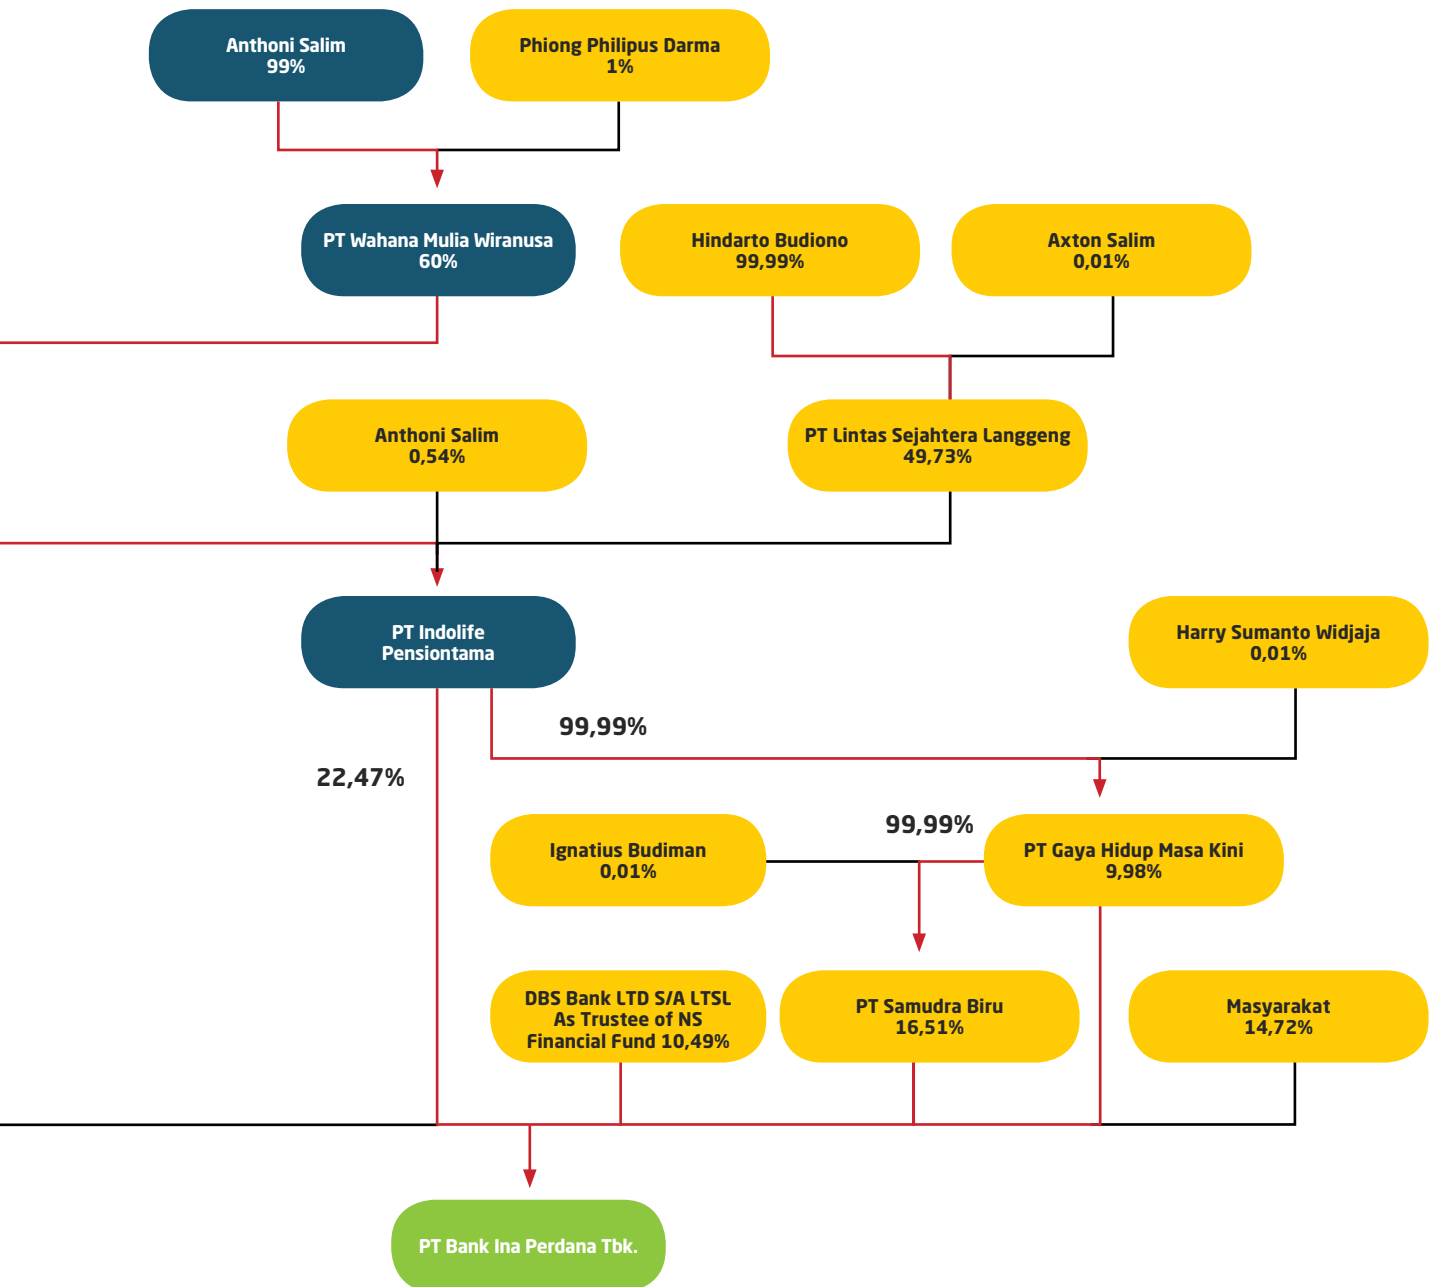 Anthoni Salim
99%
Phiong Philipus Darma
1%
PT Wahana Mulia Wiranusa
60%
Hindarto Budiono
99,99%
Axton Salim
0,01%
Anthoni Salim
0,54%
PT Lintas Sejahtera Langgeng
49,73%
PT Indolife
Pensiontama
Harry Sumanto Widjaja
0,01%
99,99%
22,47%
99,99%
Ignatius Budiman
0,01%
PT Gaya Hidup Masa Kini
9,98%
DBS Bank LTD S/A LTSL
As Trustee of NS
Financial Fund 10,49%
PT Samudra Biru
16,51%
Masyarakat
14,72%
PT Bank Ina Perdana Tbk.